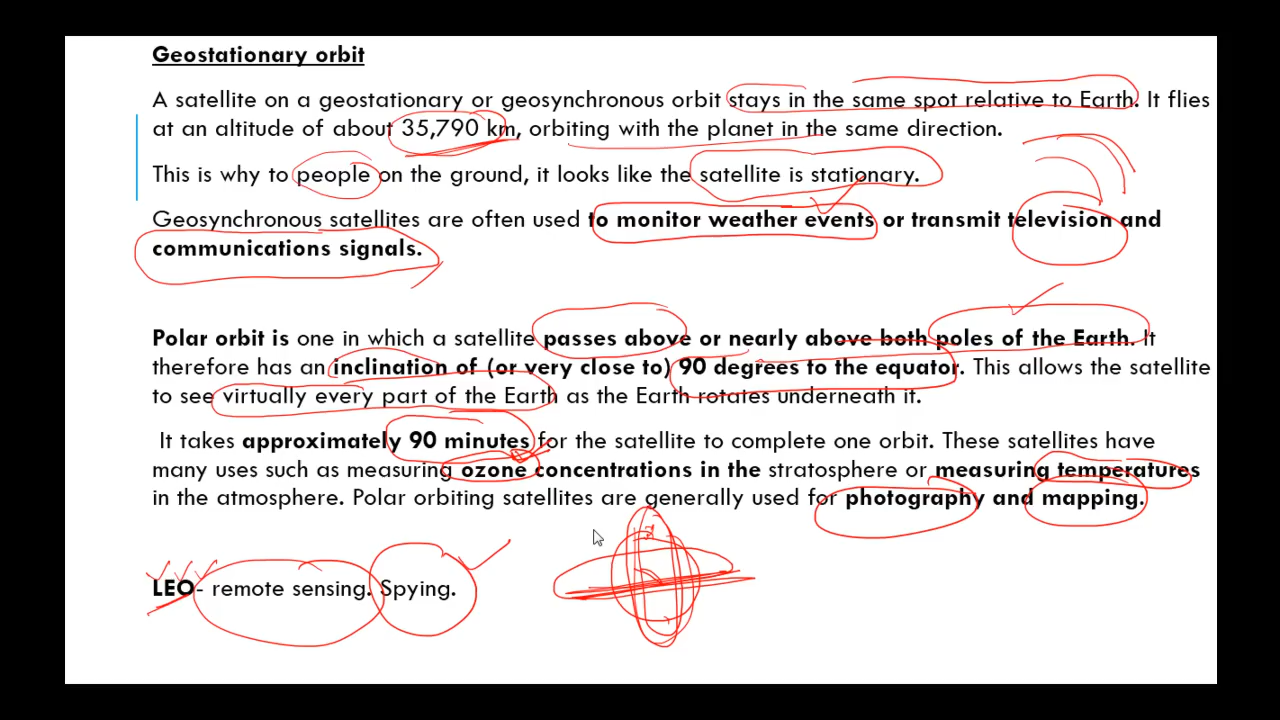 Geostationary orbit
A satellite on a geostationary or geosynchronous orbit stays in the same spot relative to Earth. It flies
at an altitude of about 35,790 km, orbiting with the planet in the same direction.
This is why to people on the ground, it looks like the satellite is stationary.
Geosynchronous satellites are often used to monitor weather events or transmit television and
communications signals.
Polar orbit is one in which a satellite passes above or nearly above both poles of the Earth. It
therefore has an inclination of (or very close to) 90 degrees to the equator. This allows the satellite
to see virtually every part of the Earth as the Earth rotates underneath it.
It takes approximately 90 minutes for the satellite to complete one orbit. These satellites have
many uses such as measuring ozone concentrations in the stratosphere or measuring temperatures
in the atmosphere. Polar orbiting satellites are generally used for photography and mapping.
LEO- remote sensing. Spying.